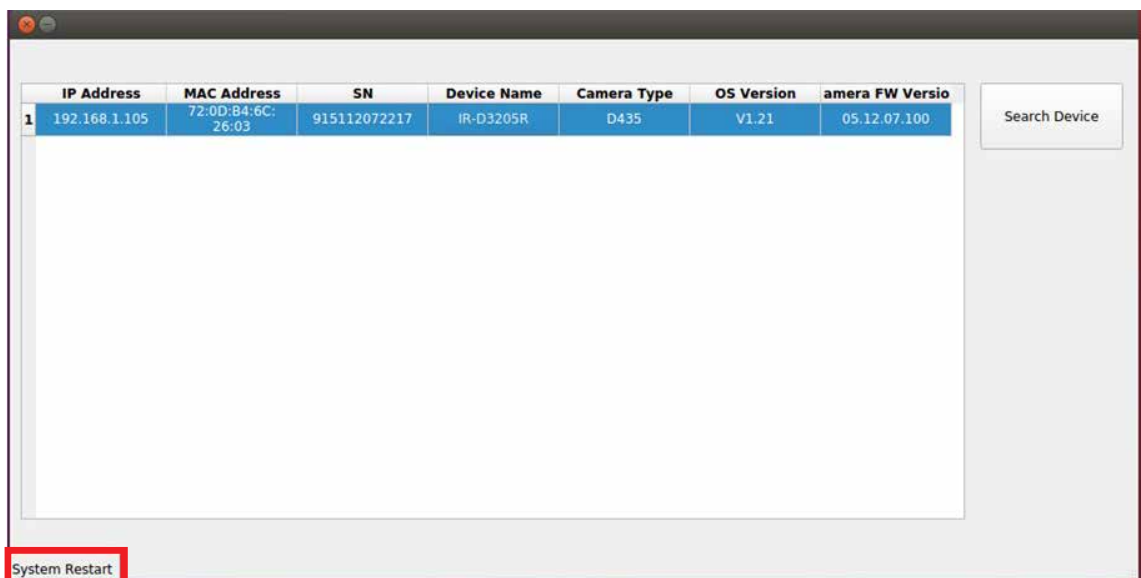 IP Address MAC Address SN Device Name Camera Type OS Version amera FW Versio
1 192.168.1.105 72:0D:B4:6C: 915112072217 IR-D3205R D435 V1.21 05.12.07.100
26:03
Search Device
System Restart